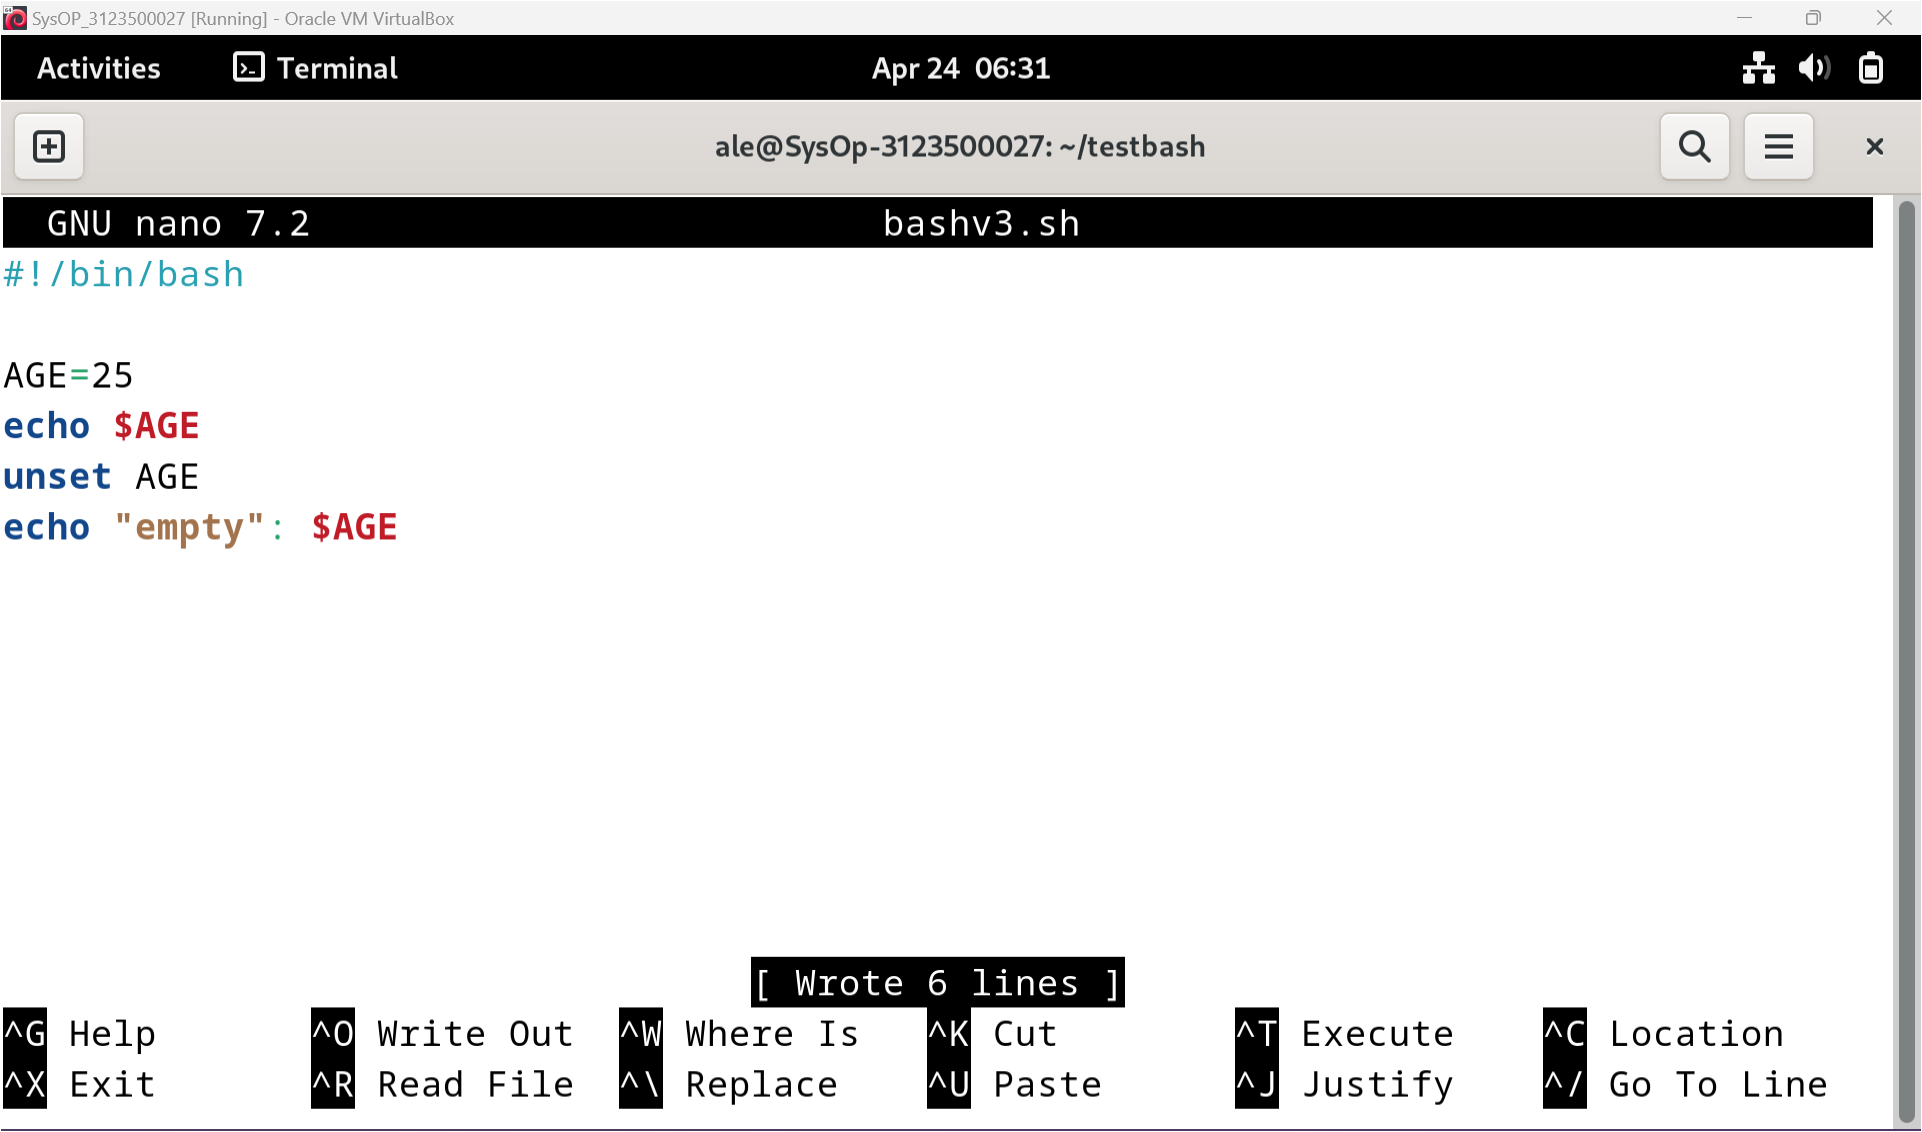 SysOP_3123500027 [Running] - Oracle VM VirtualBox
Activities Terminal Apr 24 06:31
ale@SysOp-3123500027: ~/testbash
GNU nano 7.2 bashv3.sh
#!/bin/bash
AGE=25
echo $AGE
unset AGE
echo "empty": $AGE
[ Wrote 6 lines ]
^G Help ^O Write Out ^W Where Is ^K Cut ^T Execute ^C Location
^X Exit ^R Read File ^\ Replace ^U Paste ^J Justify ^/ Go To Line